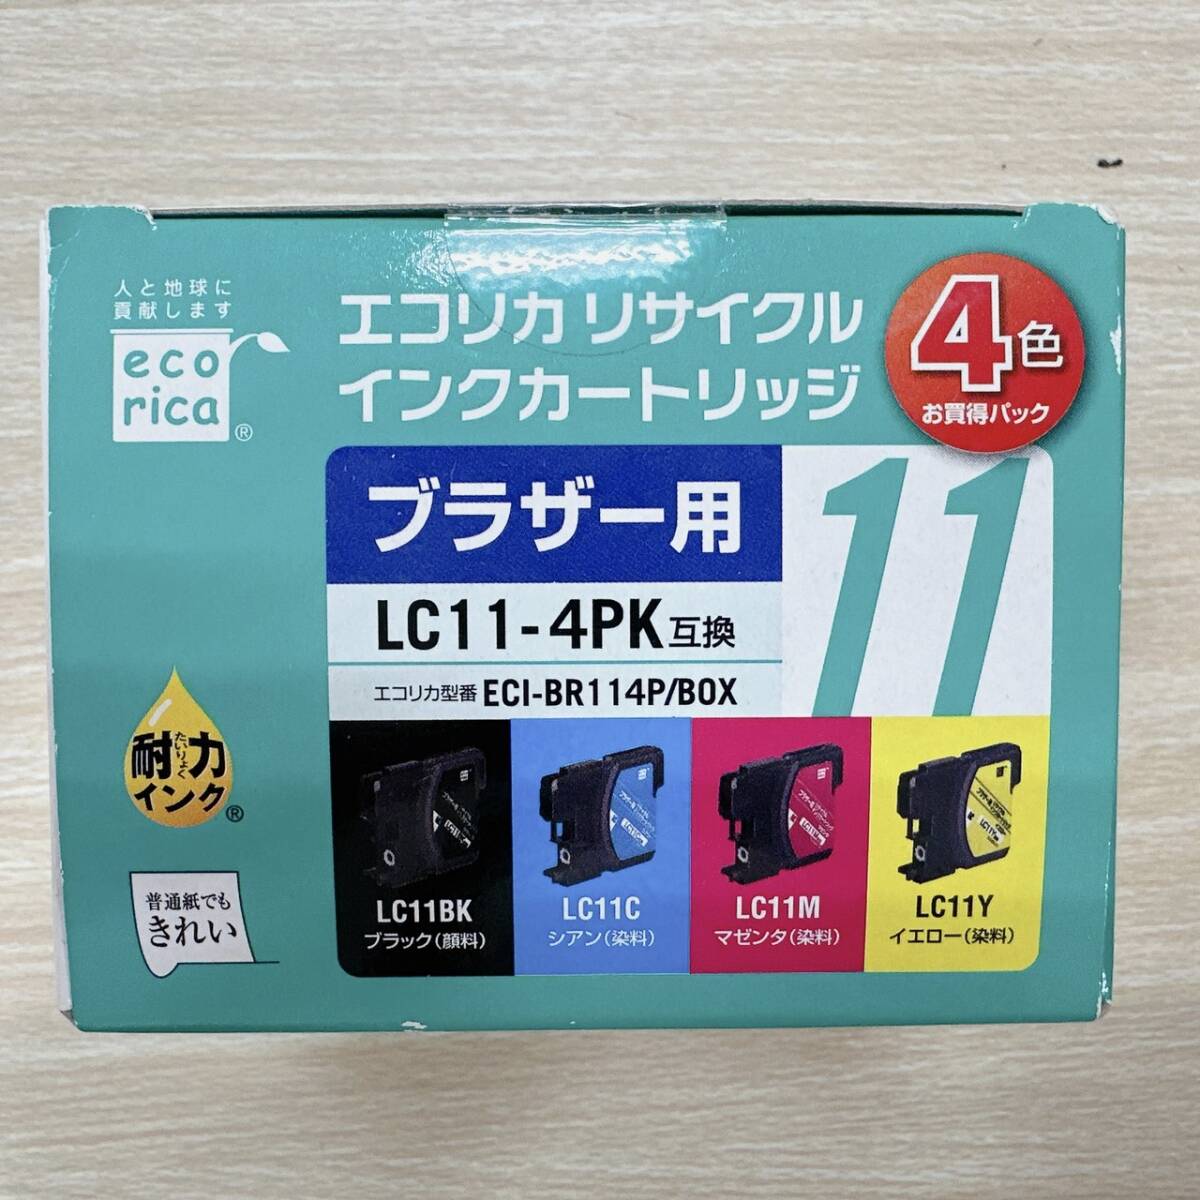 人と地球に
貢献します
eco
rica®
エコリカ リサイクル
インクカートリッジ
4色
お買得パック
ブラザー用
11
LC11-4PK互換
エコリカ型番 ECI-BR114P/BOX
耐力
たいりょく
インク®
普通紙でも
きれい
LC11BK
ブラック(顔料)
LC11C
シアン(染料)
LC11M
マゼンタ(染料)
LC11Y
イエロー(染料)